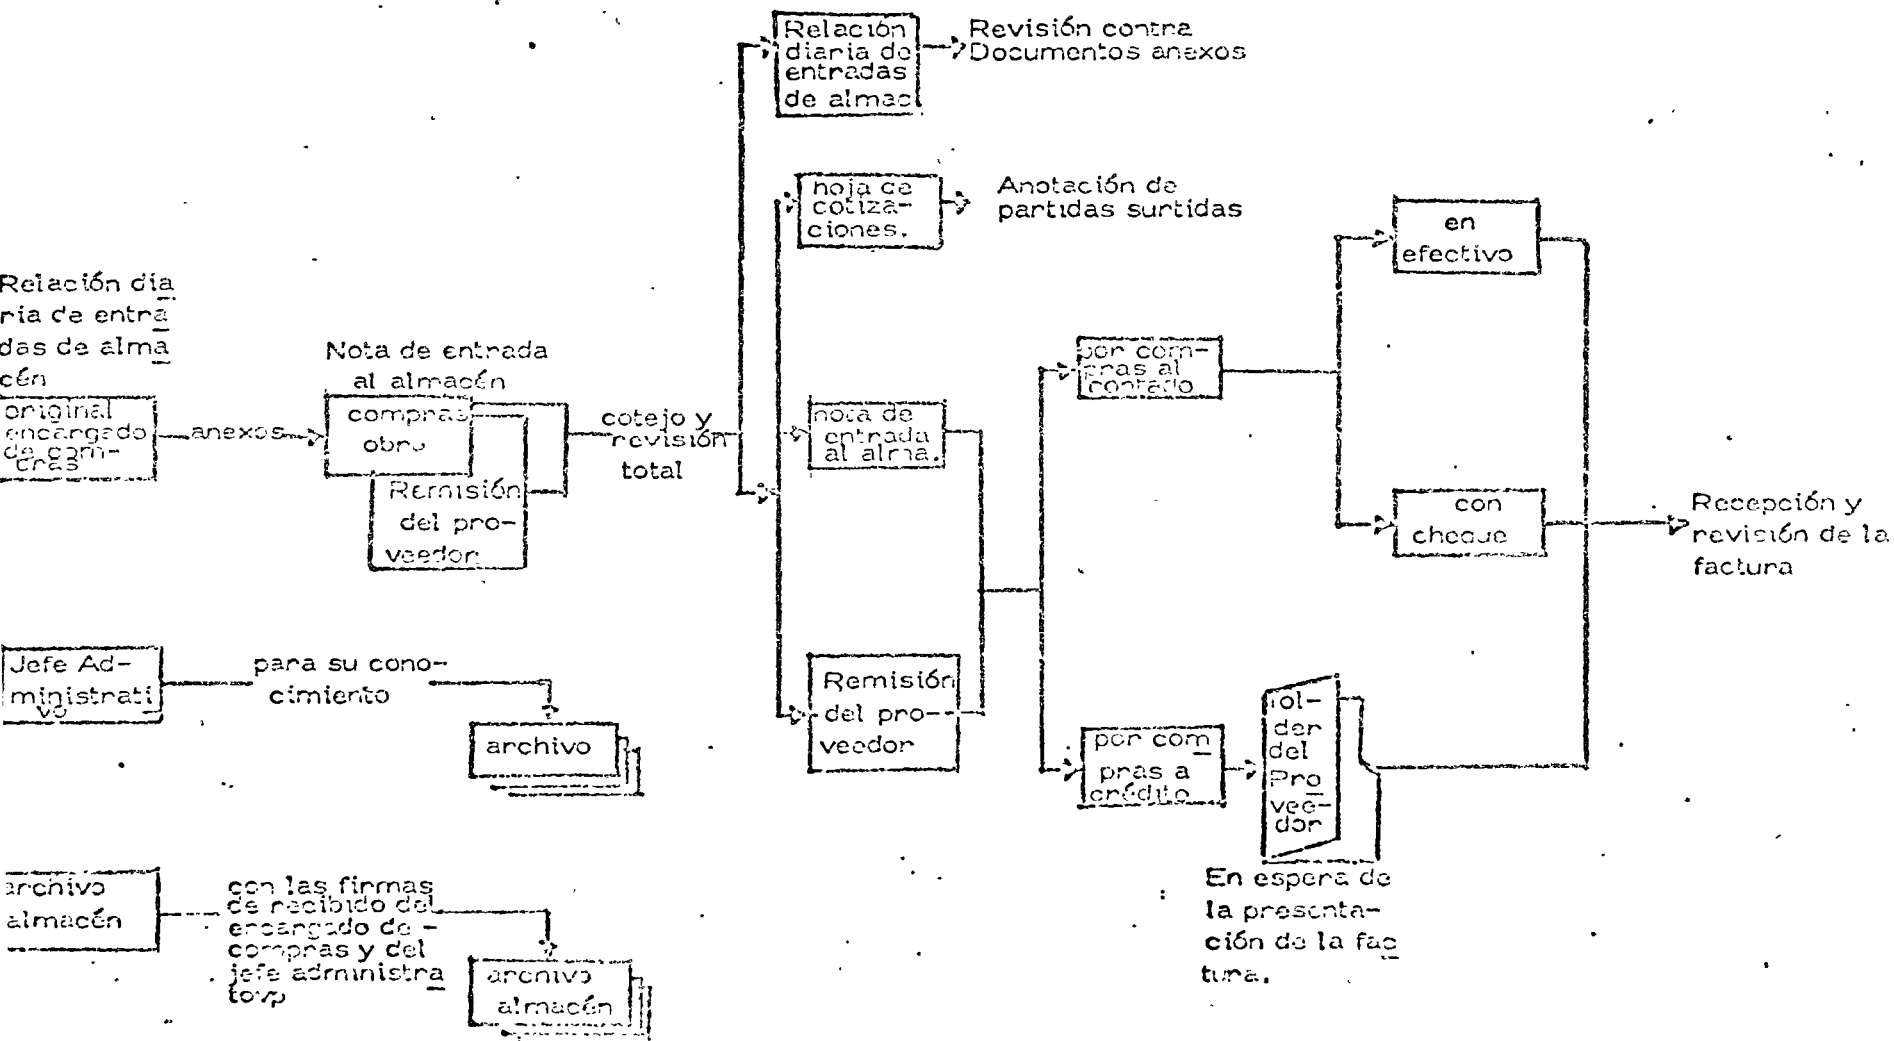 Relación
diaria de
entradas
de almac
Revisión contra
Documentos anexos
hoja de
cotiza-
ciones.
Anotación de
partidas surtidas
en
efectivo
Relación dia
ria de entra
das de alma
cén
original
encargado
de com-
pras
anexos
Nota de entrada
al almacén
compras
obra
Remisión
del pro-
veedor
cotejo y
revisión
total
nota de
entrada
al alma.
por com-
pras al
contado
con
cheque
Recepción y
revisión de la
factura
Jefe Ad-
ministrati
vo
para su cono-
cimiento
archivo
Remisión
del pro-
veedor
por com
pras a
crédito
fol-
der
del
Pro
vee-
dor
En espera de
la presenta-
ción de la fac
tura.
archivo
almacén
con las firmas
de recibido del
encargado de -
compras y del
jefe administra
archivo
almacén